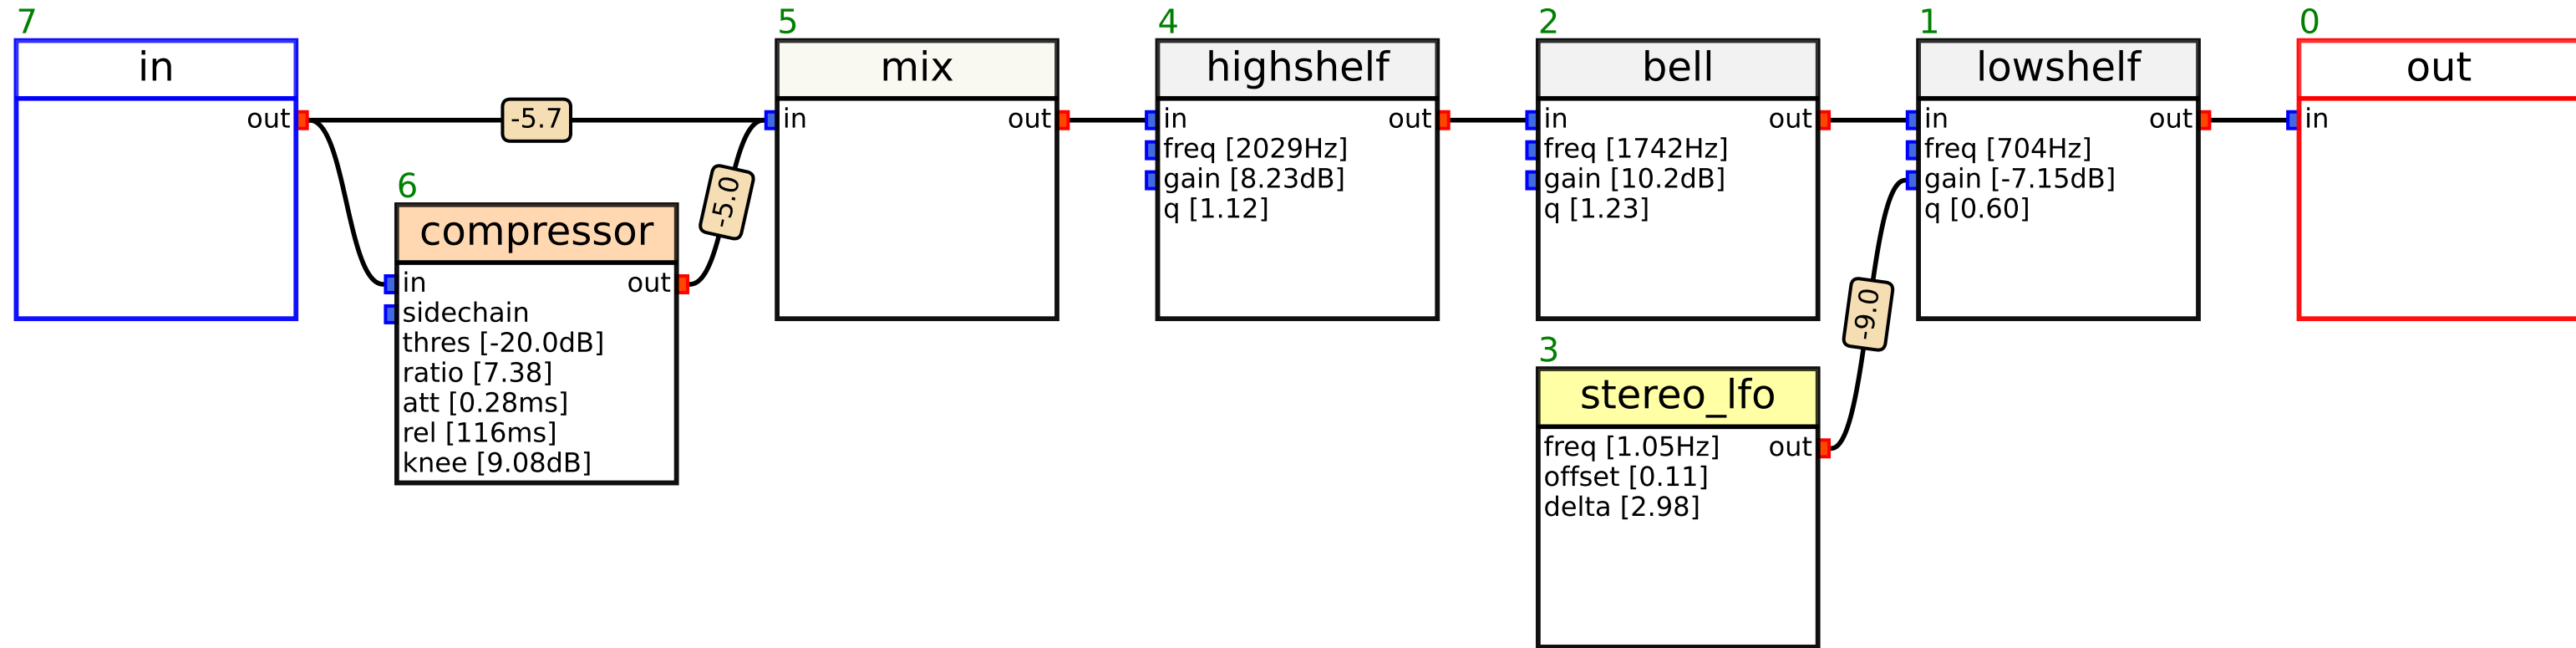 7
in
out
-5.7
6
compressor
in
out
sidechain
thres [-20.0dB]
ratio [7.38]
att [0.28ms]
rel [116ms]
knee [9.08dB]
-5.0
5
mix
in
out
4
highshelf
in
out
freq [2029Hz]
gain [8.23dB]
q [1.12]
2
bell
in
out
freq [1742Hz]
gain [10.2dB]
q [1.23]
3
stereo_lfo
freq [1.05Hz]
out
offset [0.11]
delta [2.98]
-9.0
1
lowshelf
in
out
freq [704Hz]
gain [-7.15dB]
q [0.60]
0
out
in